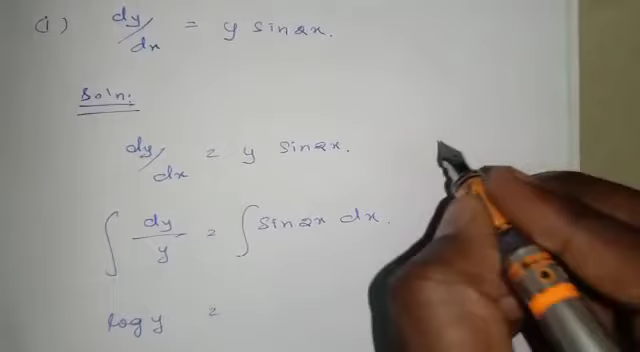 (i) dy/dx = y sin2x.
Soln:
dy/dx = y sin2x.
∫ dy/y = ∫ sin2x dx.
log y =